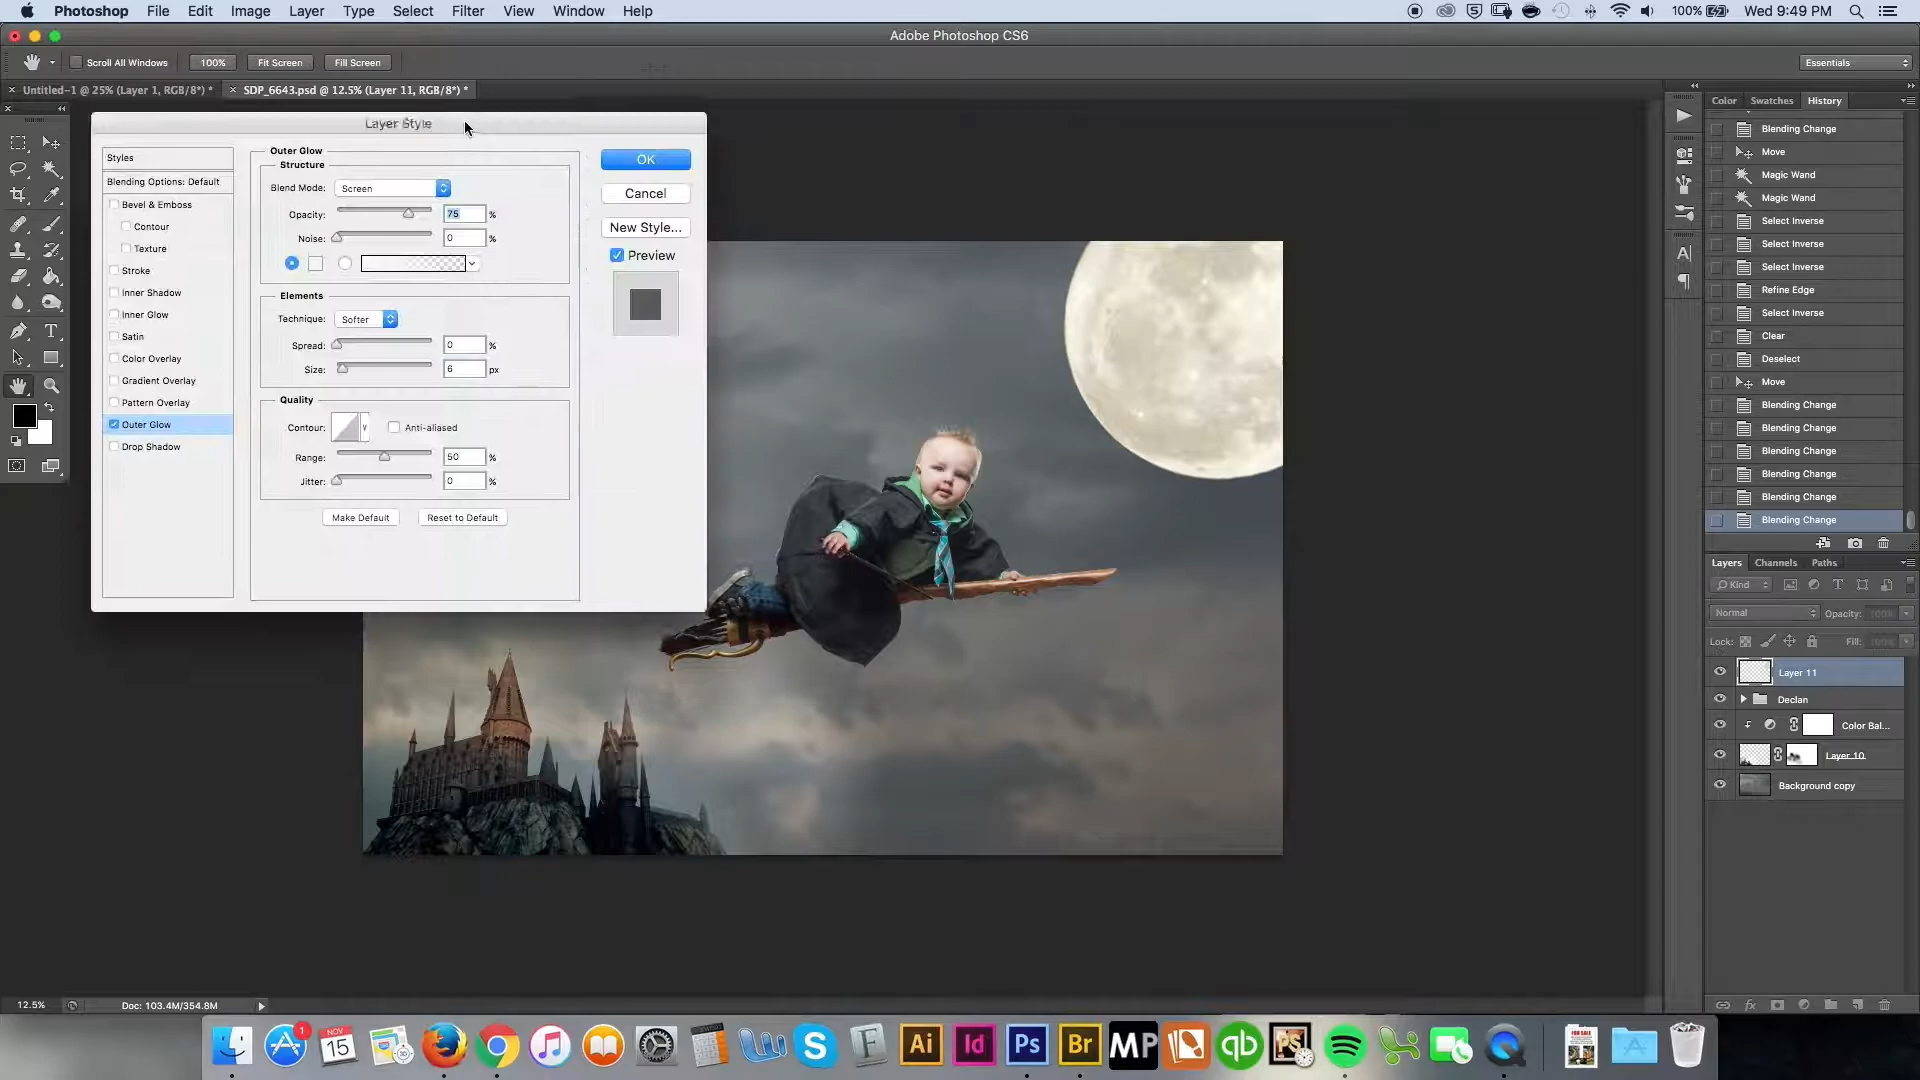 Photoshop File Edit Image Layer Type Select Filter View Window Help
100% Wed 9:49 PM
Adobe Photoshop CS6
Scroll All Windows 100% Fit Screen Fill Screen
Essentials
Untitled-1 @ 25% (Layer 1, RGB/8*) * SDP_6643.psd @ 12.5% (Layer 11, RGB/8*) *
Layer Style
Styles
Blending Options: Default
Bevel & Emboss
Contour
Texture
Stroke
Inner Shadow
Inner Glow
Satin
Color Overlay
Gradient Overlay
Pattern Overlay
Outer Glow
Drop Shadow
Outer Glow
Structure
Blend Mode: Screen
Opacity: 75 %
Noise: 0 %
Elements
Technique: Softer
Spread: 0 %
Size: 6 px
Quality
Contour: Anti-aliased
Range: 50 %
Jitter: 0 %
Make Default Reset to Default
OK
Cancel
New Style...
Preview
Color Swatches History
Blending Change
Move
Magic Wand
Magic Wand
Select Inverse
Select Inverse
Select Inverse
Refine Edge
Select Inverse
Clear
Deselect
Move
Blending Change
Blending Change
Blending Change
Blending Change
Blending Change
Blending Change
Layers Channels Paths
Kind
Normal Opacity: 100%
Lock: Fill: 100%
Layer 11
Declan
Color Bal...
Layer 10
Background copy
12.5% Doc: 103.4M/354.8M
1
NOV
15
Ai
Id
Ps
Br
MP
qb
FOR SALE